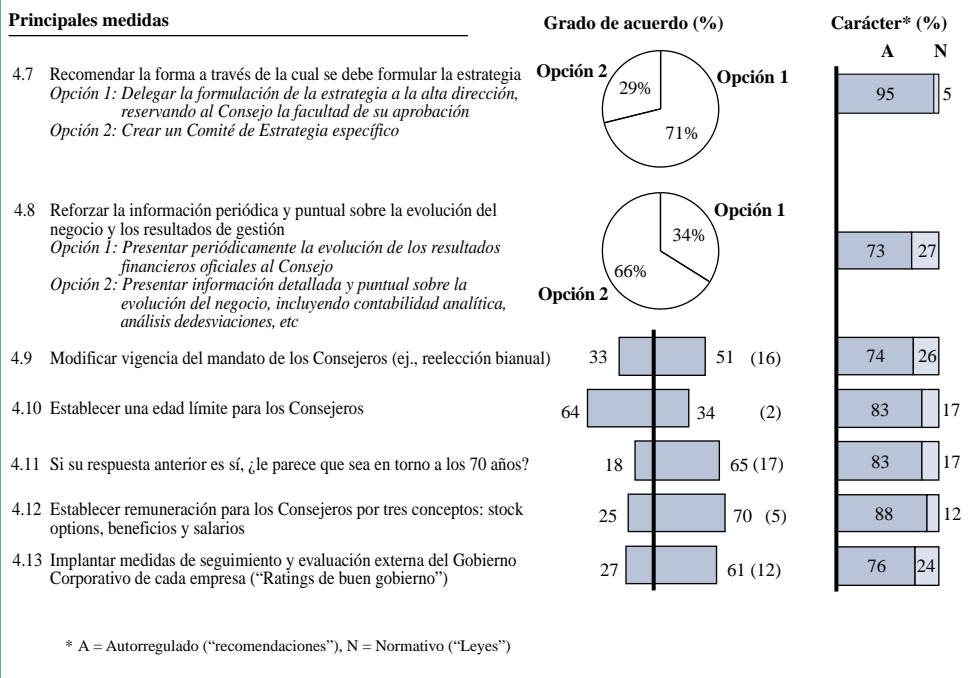 Principales medidas
Grado de acuerdo (%)
Carácter* (%)
A N
4.7 Recomendar la forma a través de la cual se debe formular la estrategia
Opción 1: Delegar la formulación de la estrategia a la alta dirección,
reservando al Consejo la facultad de su aprobación
Opción 2: Crear un Comité de Estrategia específico
Opción 2
29%
Opción 1
71%
95 5
4.8 Reforzar la información periódica y puntual sobre la evolución del
negocio y los resultados de gestión
Opción 1: Presentar periódicamente la evolución de los resultados
financieros oficiales al Consejo
Opción 2: Presentar información detallada y puntual sobre la
evolución del negocio, incluyendo contabilidad analítica,
análisis dedesviaciones, etc
Opción 1
34%
66%
Opción 2
73 27
4.9 Modificar vigencia del mandato de los Consejeros (ej., reelección bianual) 33 51 (16) 74 26
4.10 Establecer una edad límite para los Consejeros 64 34 (2) 83 17
4.11 Si su respuesta anterior es sí, ¿le parece que sea en torno a los 70 años? 18 65 (17) 83 17
4.12 Establecer remuneración para los Consejeros por tres conceptos: stock
options, beneficios y salarios
25 70 (5) 88 12
4.13 Implantar medidas de seguimiento y evaluación externa del Gobierno
Corporativo de cada empresa (“Ratings de buen gobierno”)
27 61 (12) 76 24
* A = Autorregulado (“recomendaciones”), N = Normativo (“Leyes”)